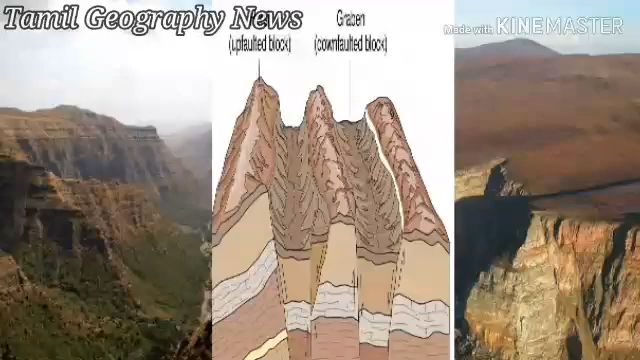 Tamil Geography News
Made with KINEMASTER
Graben
(upfaulted block)
(downfaulted block)